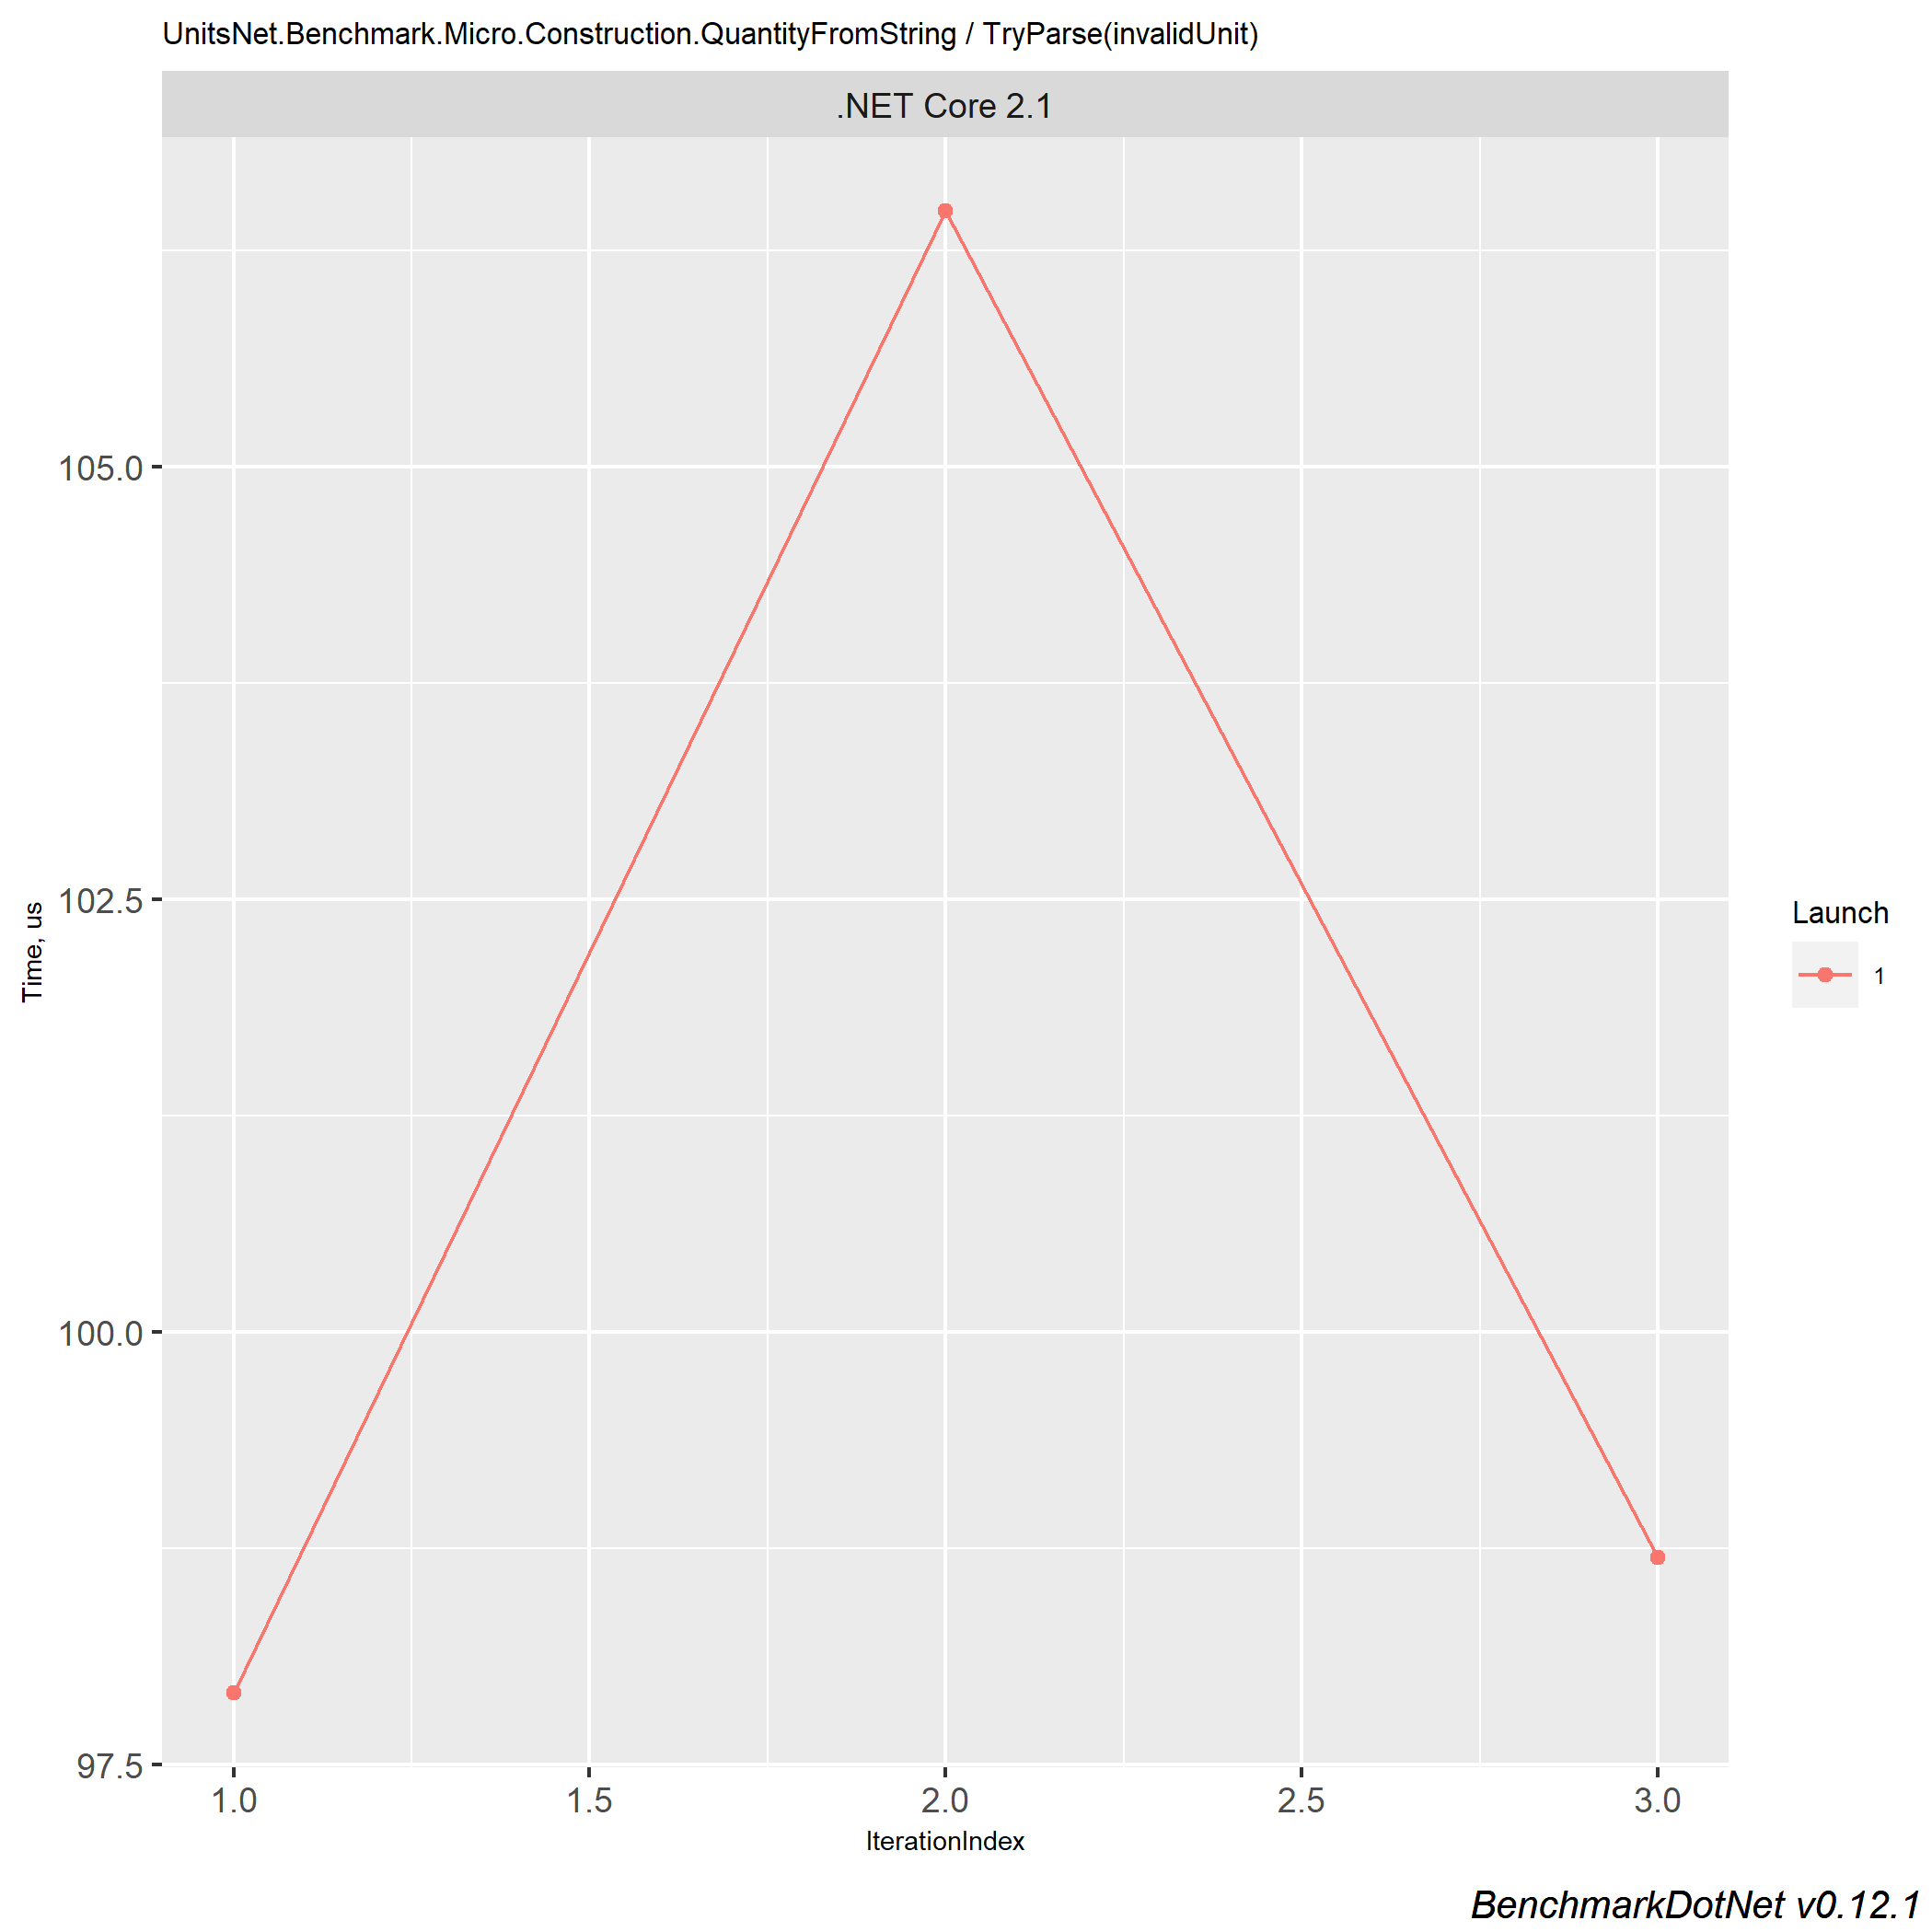 UnitsNet.Benchmark.Micro.Construction.QuantityFromString / TryParse(invalidUnit)
.NET Core 2.1
105.0
102.5
100.0
97.5
Time, us
1.0 1.5 2.0 2.5 3.0
IterationIndex
Launch
1
BenchmarkDotNet v0.12.1